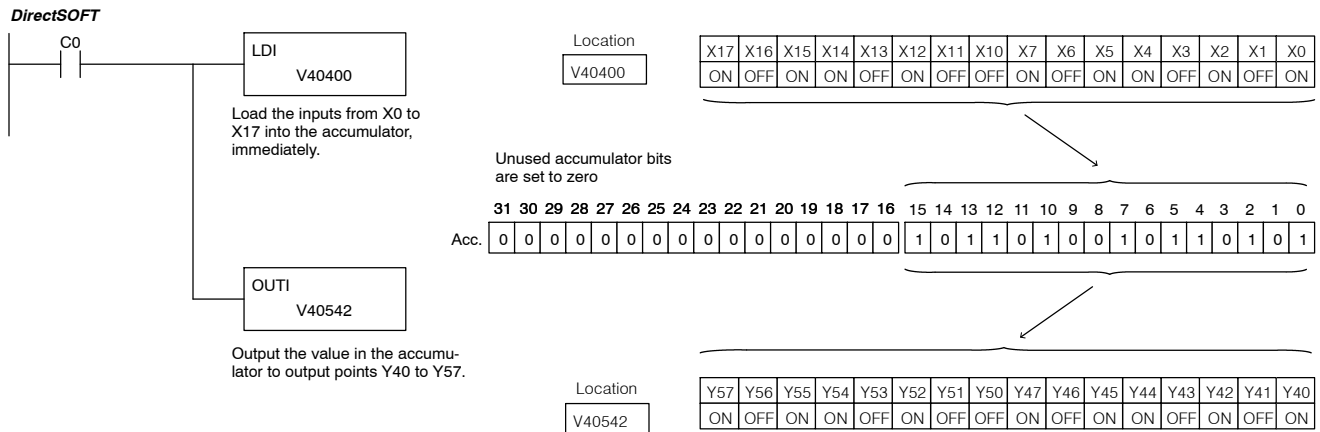 DirectSOFT
C0
LDI
V40400
Load the inputs from X0 to
X17 into the accumulator,
immediately.
Location
V40400
X17 X16 X15 X14 X13 X12 X11 X10 X7 X6 X5 X4 X3 X2 X1 X0
ON OFF ON ON OFF ON OFF OFF ON OFF ON ON OFF ON OFF ON
Unused accumulator bits
are set to zero
31 30 29 28 27 26 25 24 23 22 21 20 19 18 17 16 15 14 13 12 11 10 9 8 7 6 5 4 3 2 1 0
Acc. 0 0 0 0 0 0 0 0 0 0 0 0 0 0 0 0 1 0 1 1 0 1 0 0 1 0 1 1 0 1 0 1
OUTI
V40542
Output the value in the accumu-
lator to output points Y40 to Y57.
Location
V40542
Y57 Y56 Y55 Y54 Y53 Y52 Y51 Y50 Y47 Y46 Y45 Y44 Y43 Y42 Y41 Y40
ON OFF ON ON OFF ON OFF OFF ON OFF ON ON OFF ON OFF ON